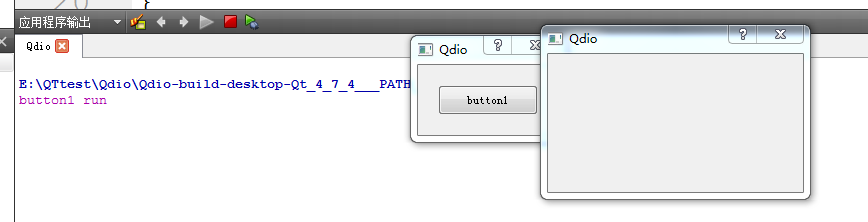 应用程序输出
Qdio
E:\QTtest\Qdio\Qdio-build-desktop-Qt_4_7_4___PATH
button1 run
Qdio
button1
Qdio